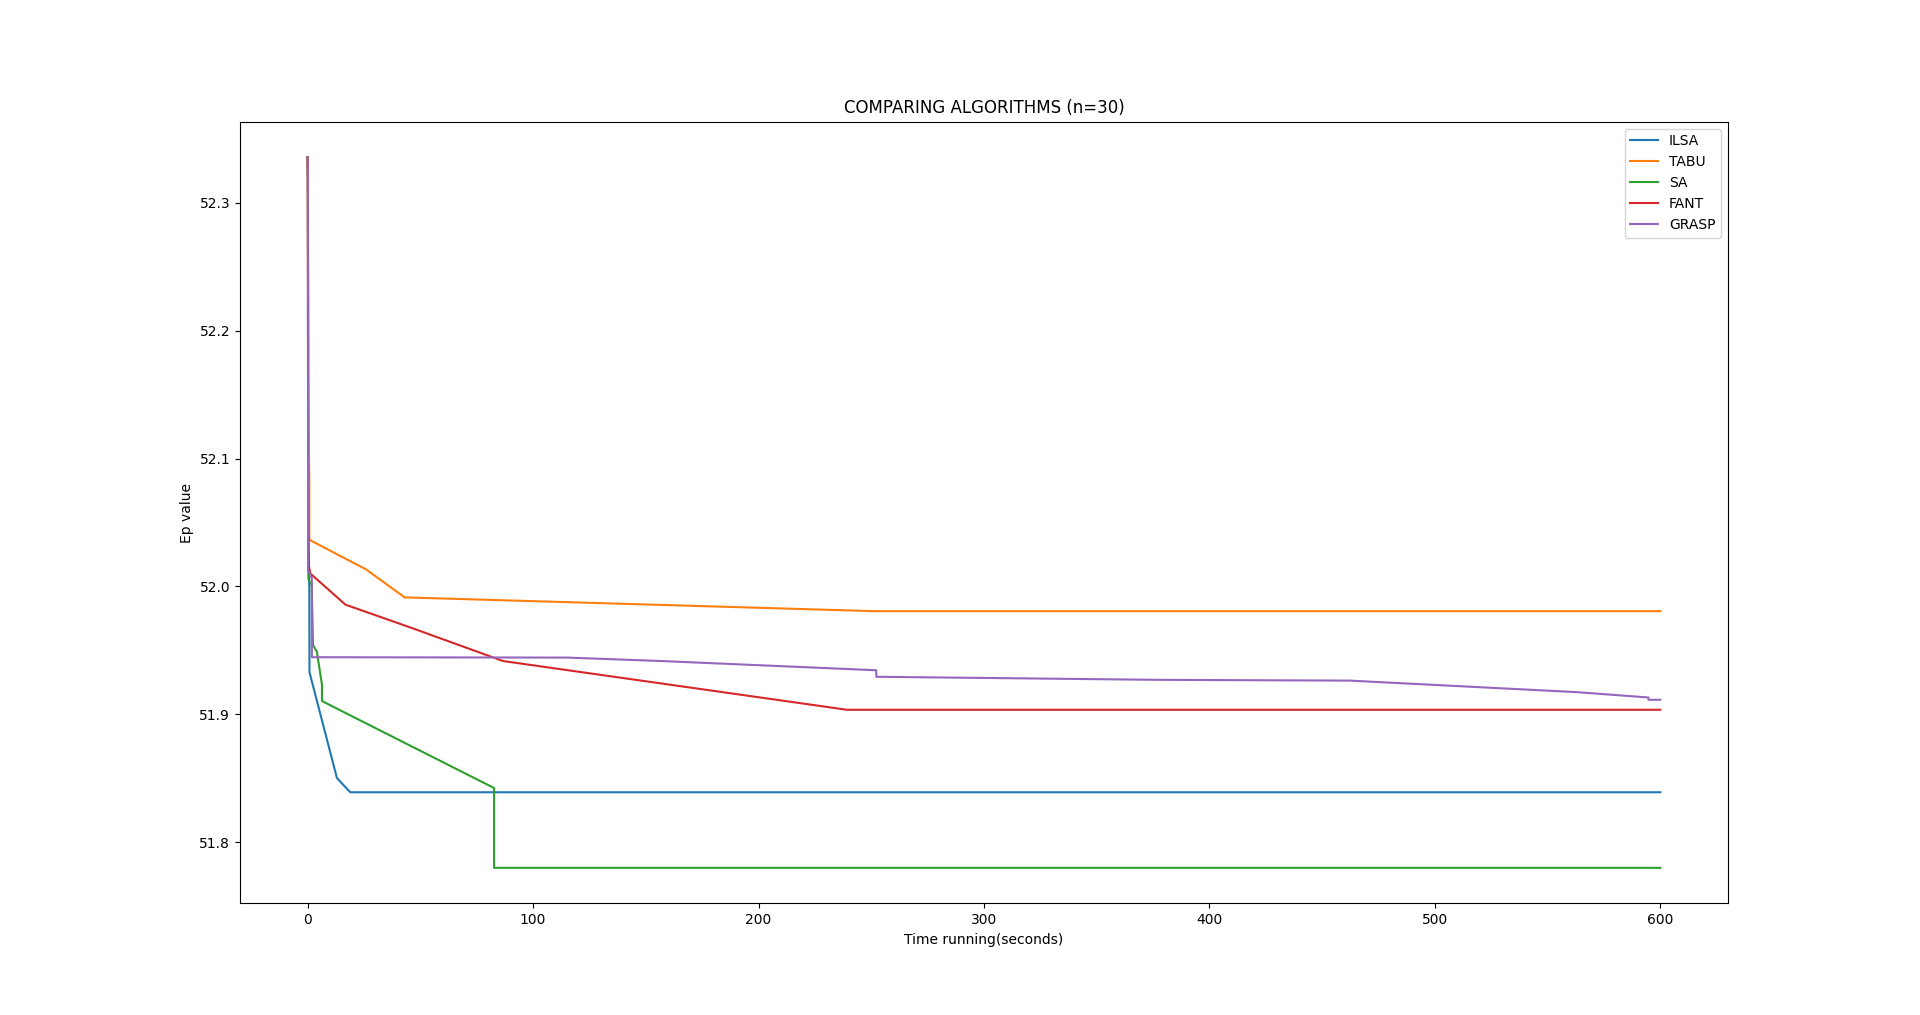 COMPARING ALGORITHMS (n=30)
ILSA
TABU
SA
FANT
GRASP
52.3
52.2
52.1
52.0
51.9
51.8
Ep value
0 100 200 300 400 500 600
Time running(seconds)